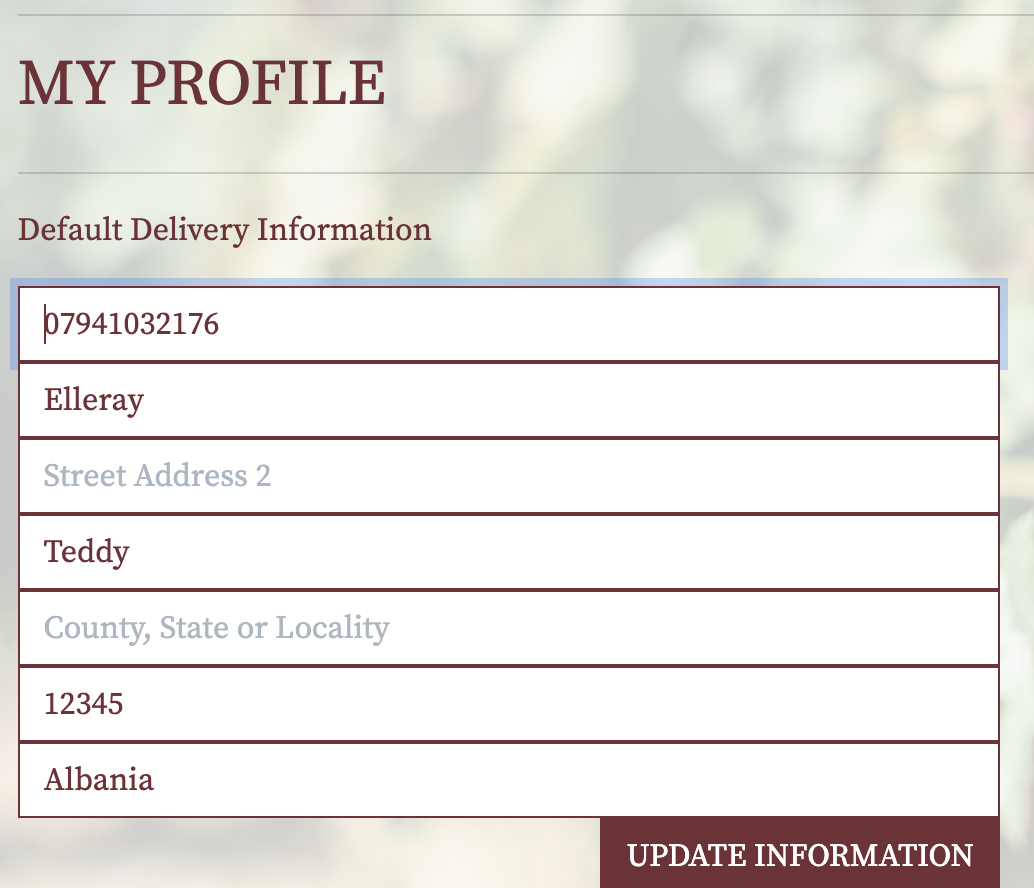 MY PROFILE
Default Delivery Information
07941032176
Elleray
Street Address 2
Teddy
County, State or Locality
12345
Albania
UPDATE INFORMATION